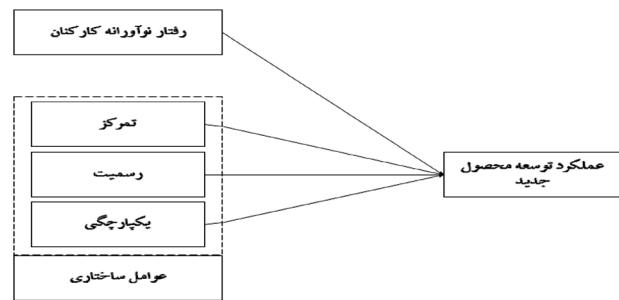 رفتار نوآورانه کارکنان
تمرکز
رسمیت
یکپارچگی
عوامل ساختاری
عملکرد توسعه محصول
جدید